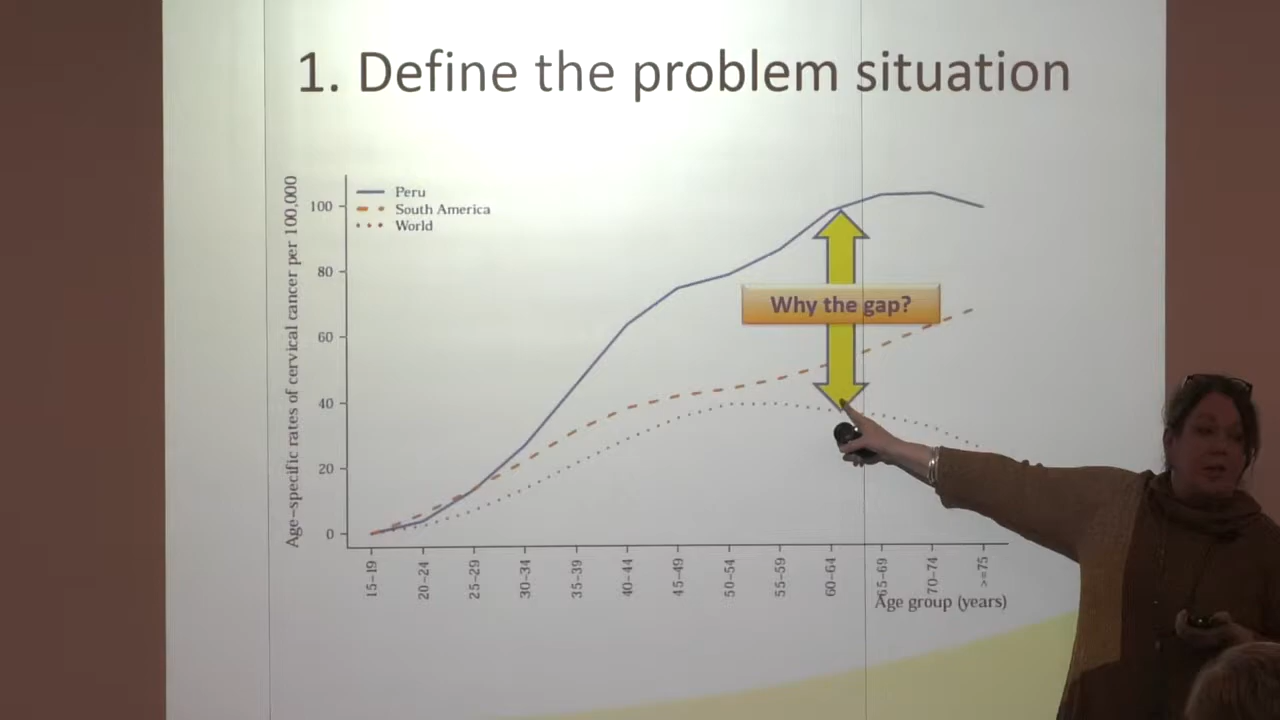 1. Define the problem situation
Age-specific rates of cervical cancer per 100,000
100
80
60
40
20
0
Peru
South America
World
Why the gap?
15-19
20-24
25-29
30-34
35-39
40-44
45-49
50-54
55-59
60-64
65-69
70-74
>=75
Age group (years)